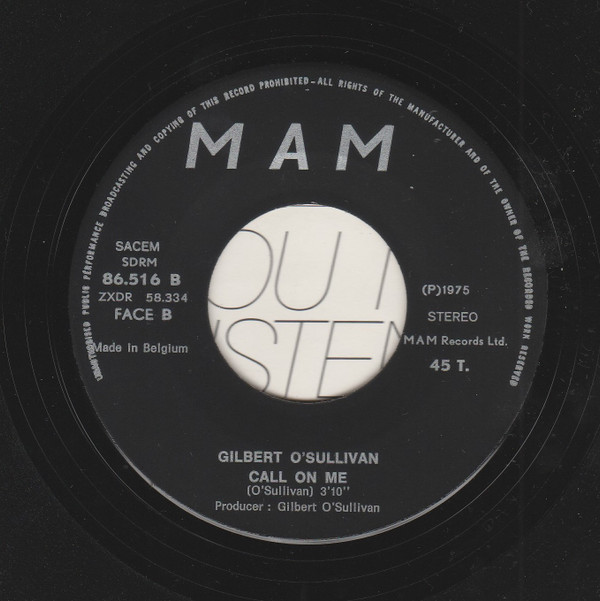 UNAUTHORISED PUBLIC PERFORMANCE BROADCASTING AND COPYING OF THIS RECORD PROHIBITED - ALL RIGHTS OF THE MANUFACTURER AND OF THE OWNER OF THE RECORDED WORK RESERVED
MAM
SACEM
SDRM
86.516 B
ZXDR 58.334
FACE B
Made in Belgium
(P)1975
STEREO
MAM Records Ltd.
45 T.
GILBERT O'SULLIVAN
CALL ON ME
(O'Sullivan) 3'10''
Producer : Gilbert O'Sullivan